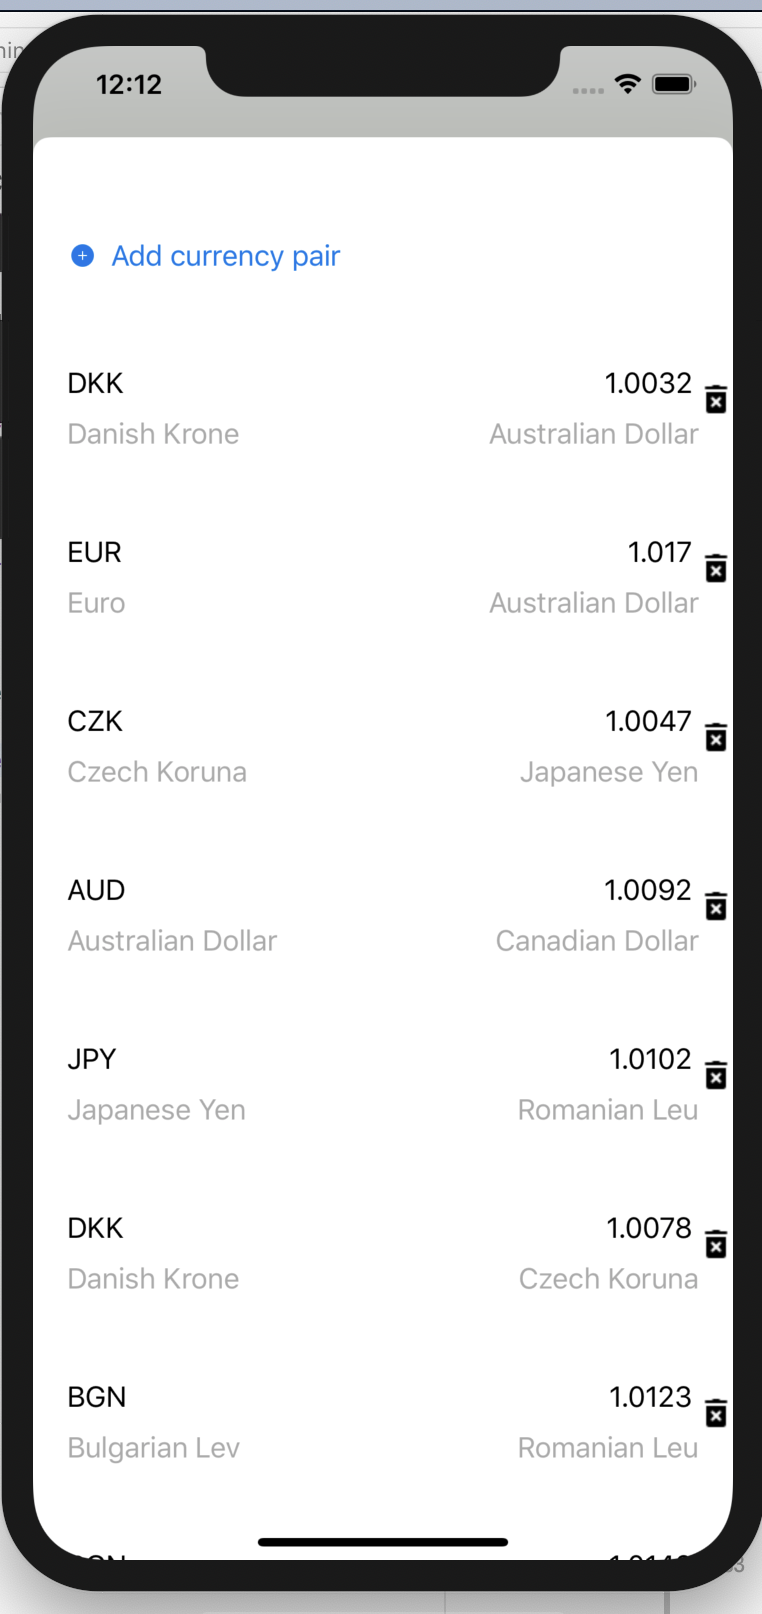 12:12
Add currency pair
DKK 1.0032
Danish Krone Australian Dollar
EUR 1.017
Euro Australian Dollar
CZK 1.0047
Czech Koruna Japanese Yen
AUD 1.0092
Australian Dollar Canadian Dollar
JPY 1.0102
Japanese Yen Romanian Leu
DKK 1.0078
Danish Krone Czech Koruna
BGN 1.0123
Bulgarian Lev Romanian Leu